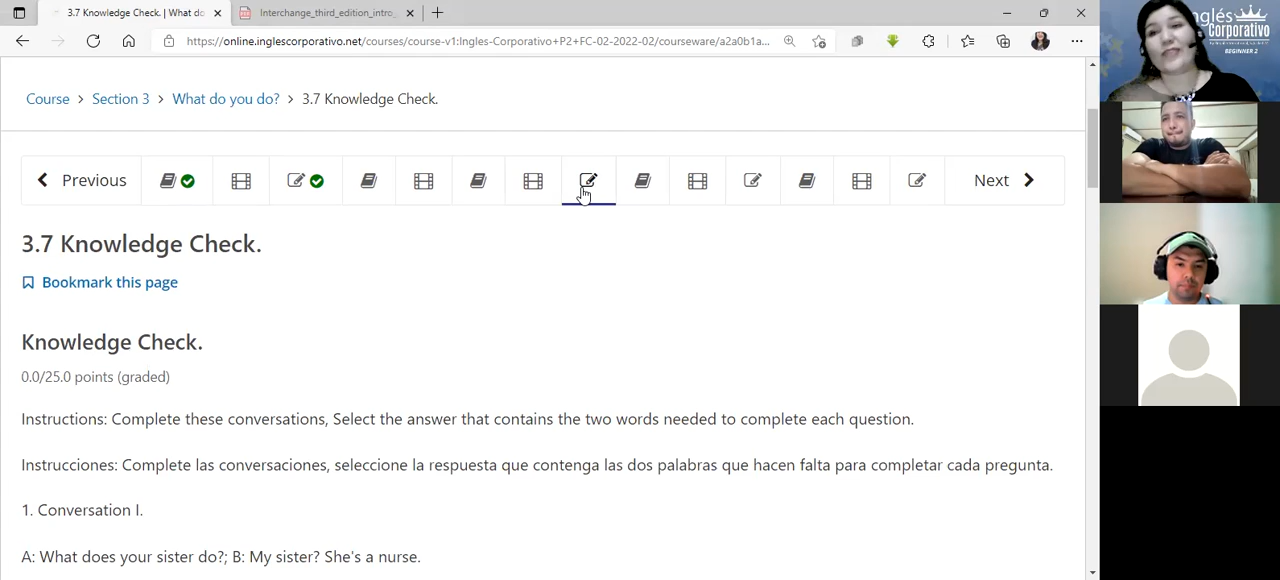 3.7 Knowledge Check. | What do
Interchange_third_edition_intro_
https://online.inglescorporativo.net/courses/course-v1:Ingles-Corporativo+P2+FC-02-2022-02/courseware/a2a0b1a...
Inglés
Corporativo
BEGINNER 2
Course > Section 3 > What do you do? > 3.7 Knowledge Check.
Previous
Next
3.7 Knowledge Check.
Bookmark this page
Knowledge Check.
0.0/25.0 points (graded)
Instructions: Complete these conversations, Select the answer that contains the two words needed to complete each question.
Instrucciones: Complete las conversaciones, seleccione la respuesta que contenga las dos palabras que hacen falta para completar cada pregunta.
1. Conversation I.
A: What does your sister do?; B: My sister? She's a nurse.